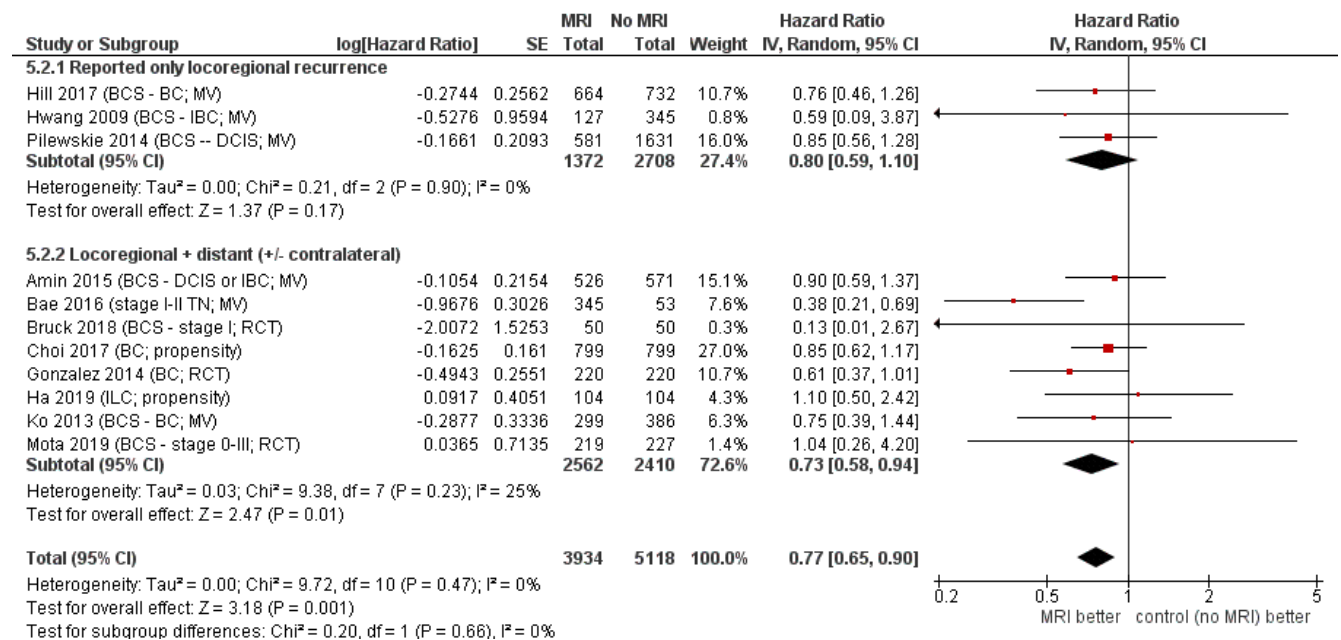 MRI No MRI Hazard Ratio Hazard Ratio
Study or Subgroup log[Hazard Ratio] SE Total Total Weight IV, Random, 95% CI IV, Random, 95% CI
5.2.1 Reported only locoregional recurrence
Hill 2017 (BCS - BC; MV) -0.2744 0.2562 664 732 10.7% 0.76 [0.46, 1.26]
Hwang 2009 (BCS - IBC; MV) -0.5276 0.9594 127 345 0.8% 0.59 [0.09, 3.87]
Pilewskie 2014 (BCS -- DCIS; MV) -0.1661 0.2093 581 1631 16.0% 0.85 [0.56, 1.28]
Subtotal (95% CI) 1372 2708 27.4% 0.80 [0.59, 1.10]
Heterogeneity: Tau² = 0.00; Chi² = 0.21, df = 2 (P = 0.90); I² = 0%
Test for overall effect: Z = 1.37 (P = 0.17)
5.2.2 Locoregional + distant (+/- contralateral)
Amin 2015 (BCS - DCIS or IBC; MV) -0.1054 0.2154 526 571 15.1% 0.90 [0.59, 1.37]
Bae 2016 (stage I-II TN; MV) -0.9676 0.3026 345 53 7.6% 0.38 [0.21, 0.69]
Bruck 2018 (BCS - stage I; RCT) -2.0072 1.5253 50 50 0.3% 0.13 [0.01, 2.67]
Choi 2017 (BC; propensity) -0.1625 0.161 799 799 27.0% 0.85 [0.62, 1.17]
Gonzalez 2014 (BC; RCT) -0.4943 0.2551 220 220 10.7% 0.61 [0.37, 1.01]
Ha 2019 (ILC; propensity) 0.0917 0.4051 104 104 4.3% 1.10 [0.50, 2.42]
Ko 2013 (BCS - BC; MV) -0.2877 0.3336 299 386 6.3% 0.75 [0.39, 1.44]
Mota 2019 (BCS - stage 0-III; RCT) 0.0365 0.7135 219 227 1.4% 1.04 [0.26, 4.20]
Subtotal (95% CI) 2562 2410 72.6% 0.73 [0.58, 0.94]
Heterogeneity: Tau² = 0.03; Chi² = 9.38, df = 7 (P = 0.23); I² = 25%
Test for overall effect: Z = 2.47 (P = 0.01)
Total (95% CI) 3934 5118 100.0% 0.77 [0.65, 0.90]
Heterogeneity: Tau² = 0.00; Chi² = 9.72, df = 10 (P = 0.47); I² = 0%
Test for overall effect: Z = 3.18 (P = 0.001)
Test for subgroup differences: Chi² = 0.20, df = 1 (P = 0.66), I² = 0%
0.2 0.5 1 2 5
MRI better control (no MRI) better